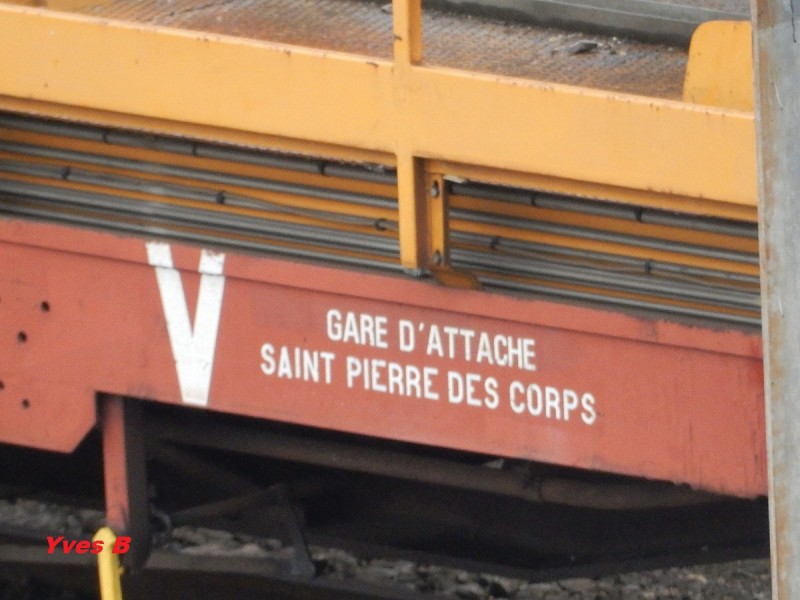 V
GARE D'ATTACHE
SAINT PIERRE DES CORPS
Yves B